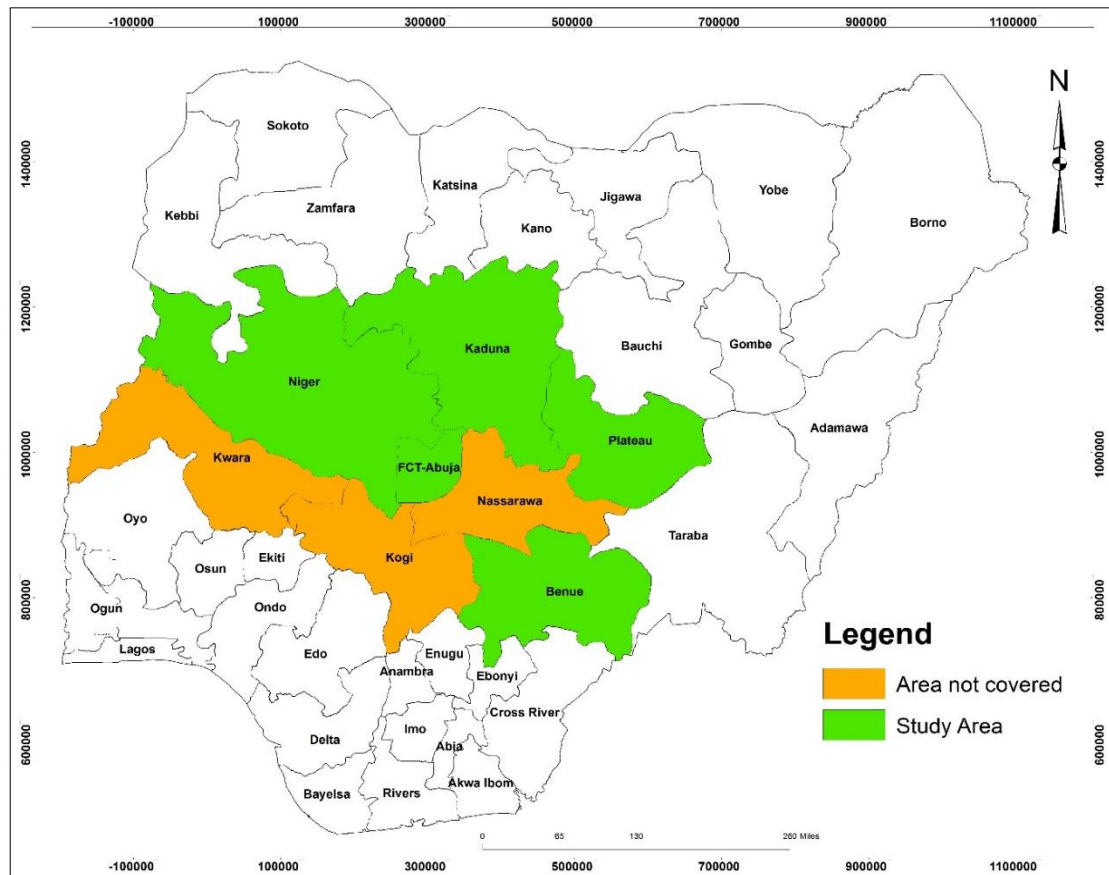 -100000 100000 300000 500000 700000 900000 1100000
N
Sokoto
Katsina
Yobe
Jigawa
Kebbi
Zamfara
Kano
Borno
1400000
1400000
1200000
1200000
Kaduna
Bauchi
Gombe
Niger
Adamawa
Plateau
Kwara
FCT-Abuja
1000000
1000000
Nassarawa
Oyo
Taraba
Kogi
Ekiti
Osun
Benue
Ogun
Ondo
8000000
8000000
Lagos
Edo
Enugu
Anambra
Ebonyi
Cross River
Imo
Delta
Abia
Akwa Ibom
Bayelsa
Rivers
600000
600000
Legend
Area not covered
Study Area
0 65 130 260 Miles
-100000 100000 300000 500000 700000 900000 1100000